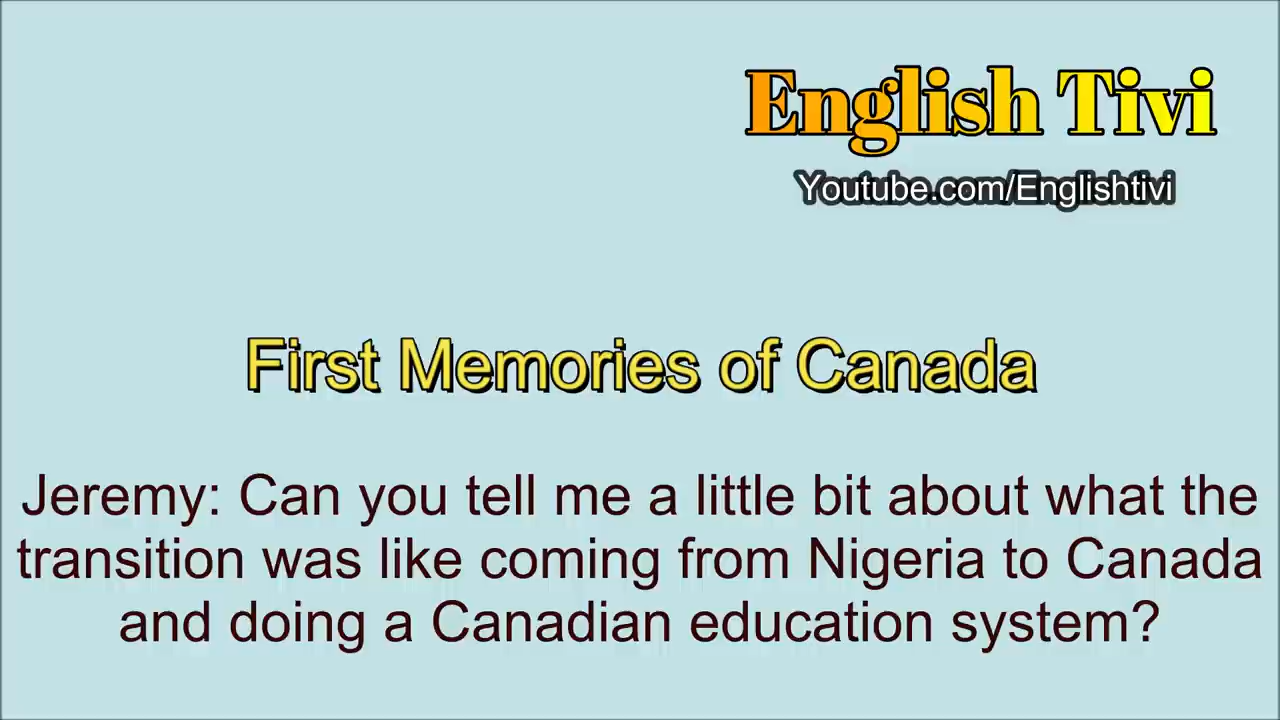 English Tivi
Youtube.com/Englishtivi
First Memories of Canada
Jeremy: Can you tell me a little bit about what the
transition was like coming from Nigeria to Canada
and doing a Canadian education system?